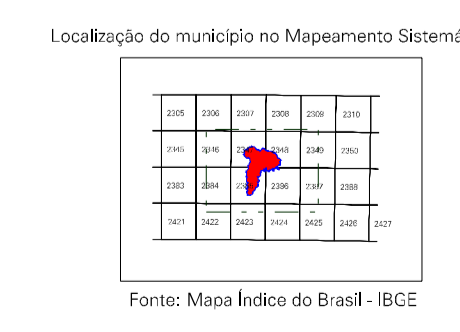 Localização do município no Mapeamento Sistemá
2305 2306 2307 2308 2309 2310
2345 2346 2348 2349 2350
2383 2384 2386 2387 2388
2421 2422 2423 2424 2425 2426 2427
Fonte: Mapa Índice do Brasil - IBGE